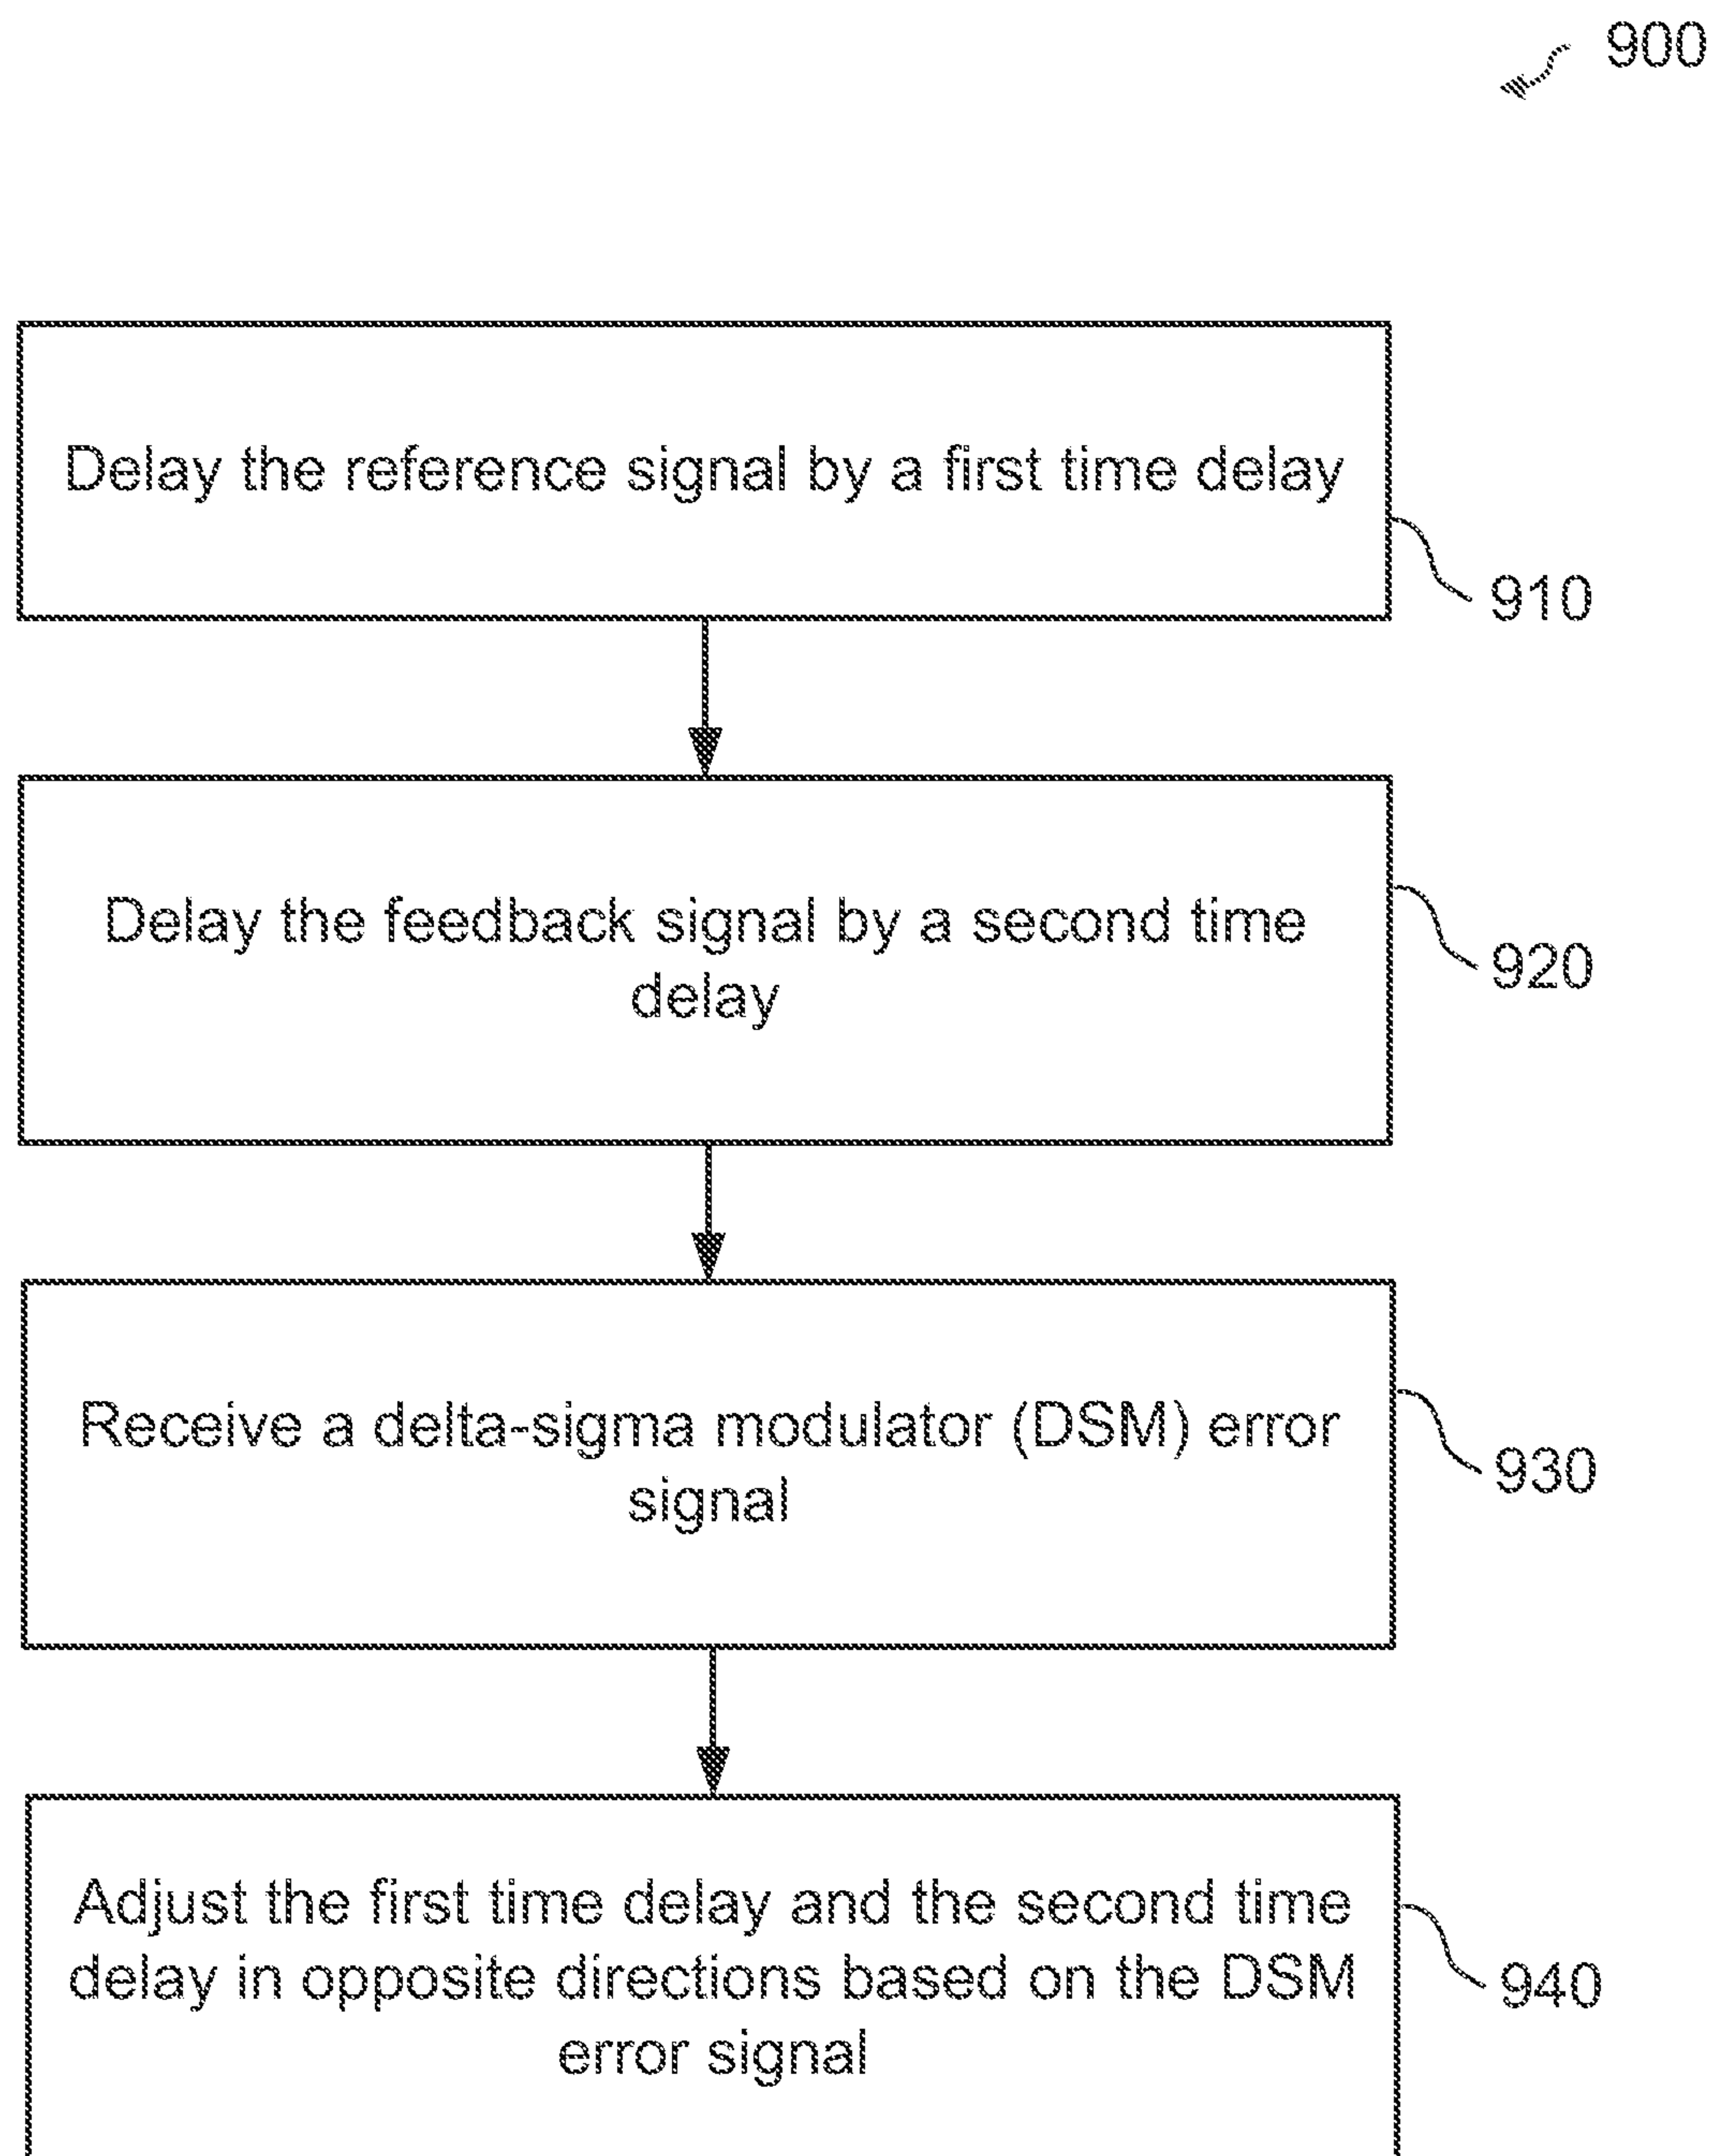 900
Delay the reference signal by a first time delay
910
Delay the feedback signal by a second time
delay
920
Receive a delta-sigma modulator (DSM) error
signal
930
Adjust the first time delay and the second time
delay in opposite directions based on the DSM
error signal
940